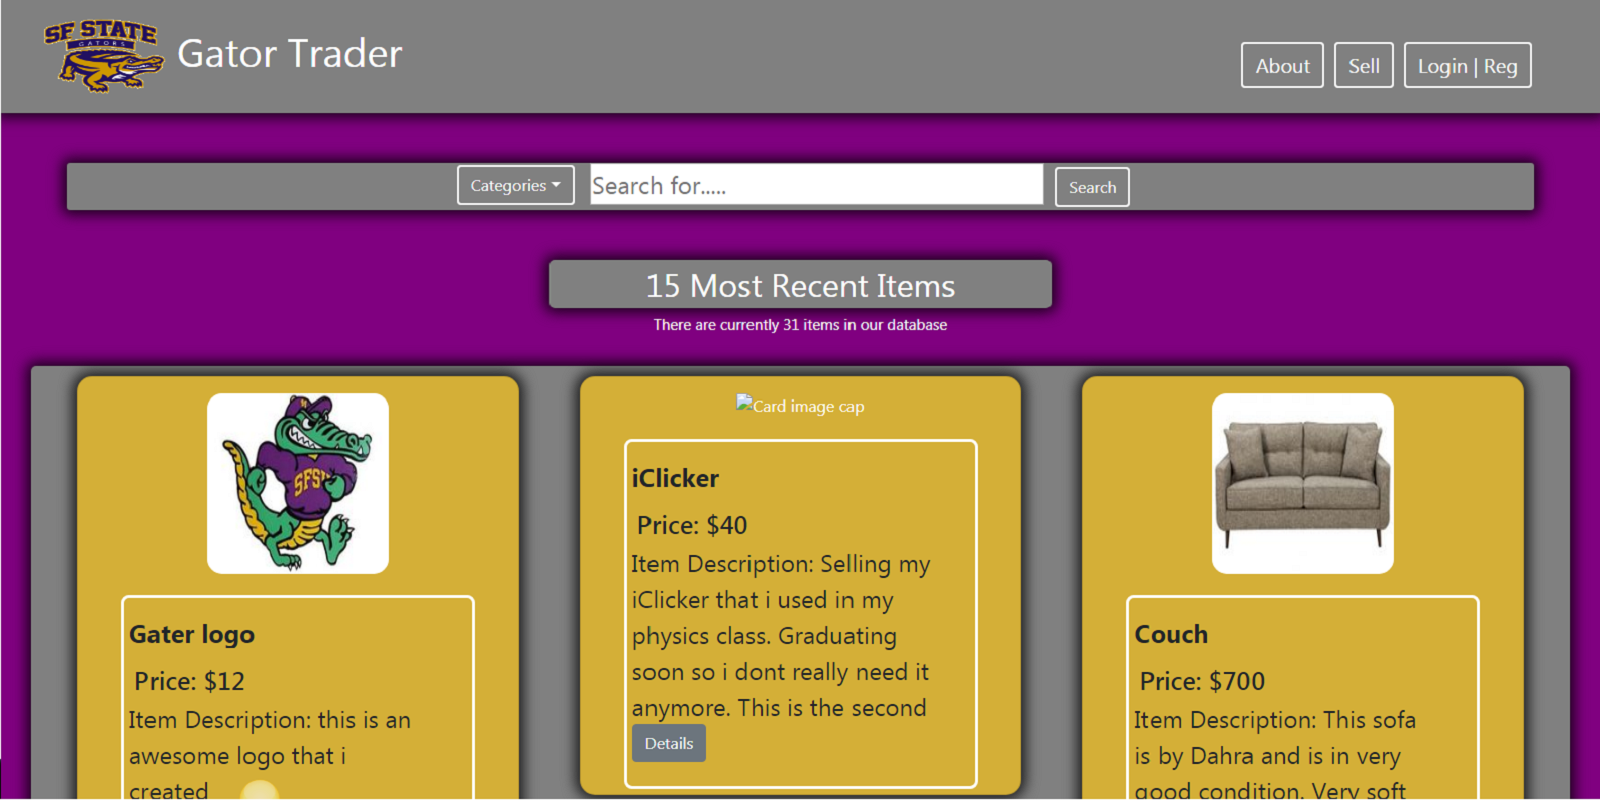 SF STATE
GATORS
Gator Trader
About
Sell
Login | Reg
Categories
Search for.....
Search
15 Most Recent Items
There are currently 31 items in our database
SFSU
Gater logo
Price: $12
Item Description: this is an
awesome logo that i
created
Card image cap
iClicker
Price: $40
Item Description: Selling my
iClicker that i used in my
physics class. Graduating
soon so i dont really need it
anymore. This is the second
Details
Couch
Price: $700
Item Description: This sofa
is by Dahra and is in very
good condition. Very soft